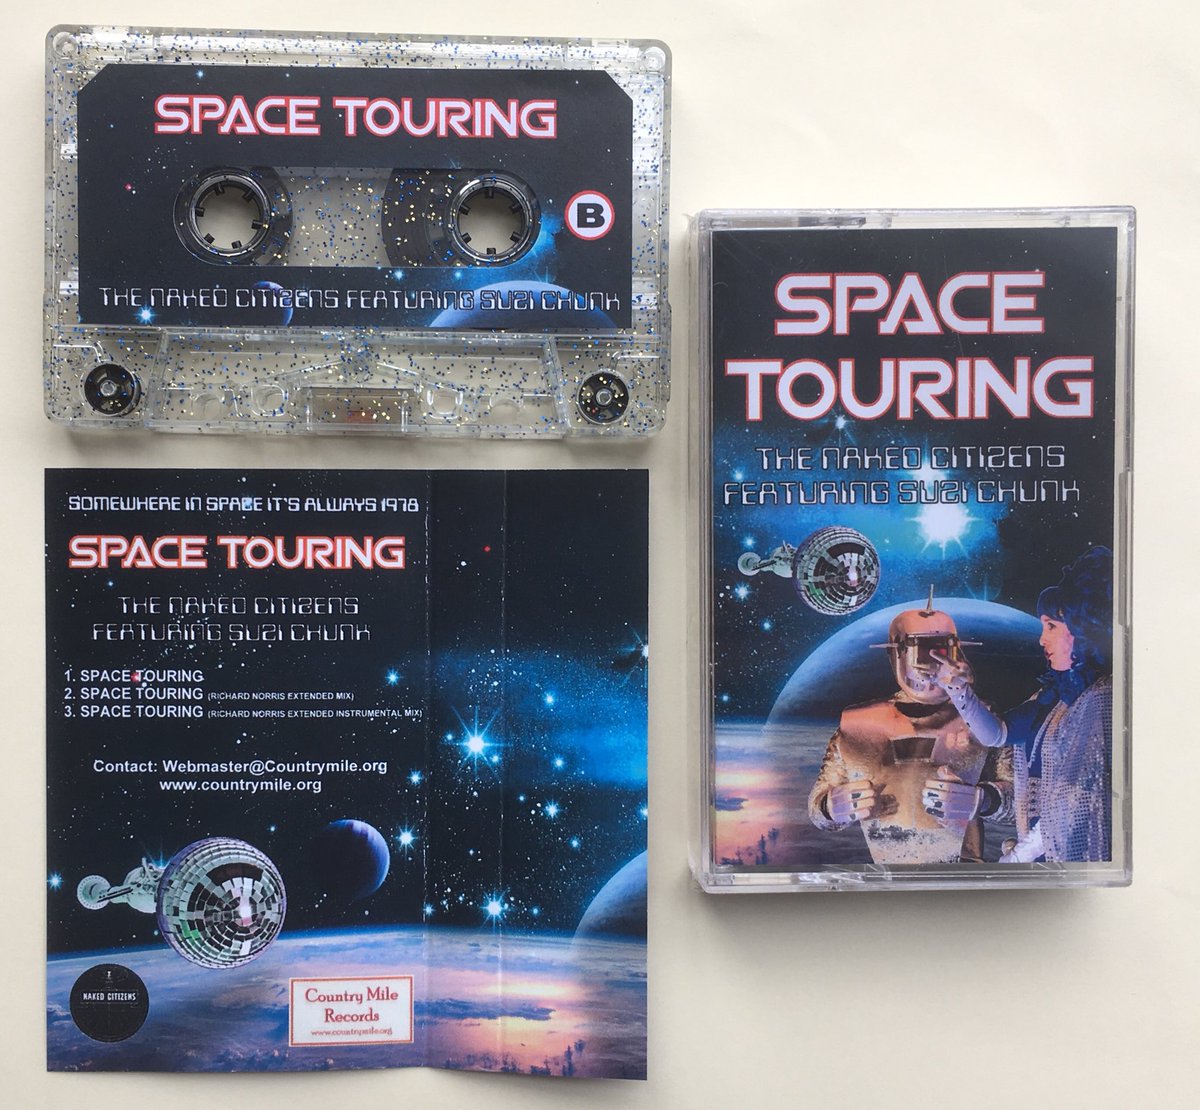 SPACE TOURING
B
THE NAKED CITIZENS FEATURING SUZI CHUNK
SPACE
TOURING
THE NAKED CITIZENS
FEATURING SUZI CHUNK
SOMEWHERE IN SPACE IT'S ALWAYS 1978
SPACE TOURING
THE NAKED CITIZENS
FEATURING SUZI CHUNK
1. SPACE TOURING
2. SPACE TOURING (RICHARD NORRIS EXTENDED MIX)
3. SPACE TOURING (RICHARD NORRIS EXTENDED INSTRUMENTAL MIX)
Contact: Webmaster@Countrymile.org
www.countrymile.org
NAKED CITIZENS
Country Mile
Records
www.countrymile.org